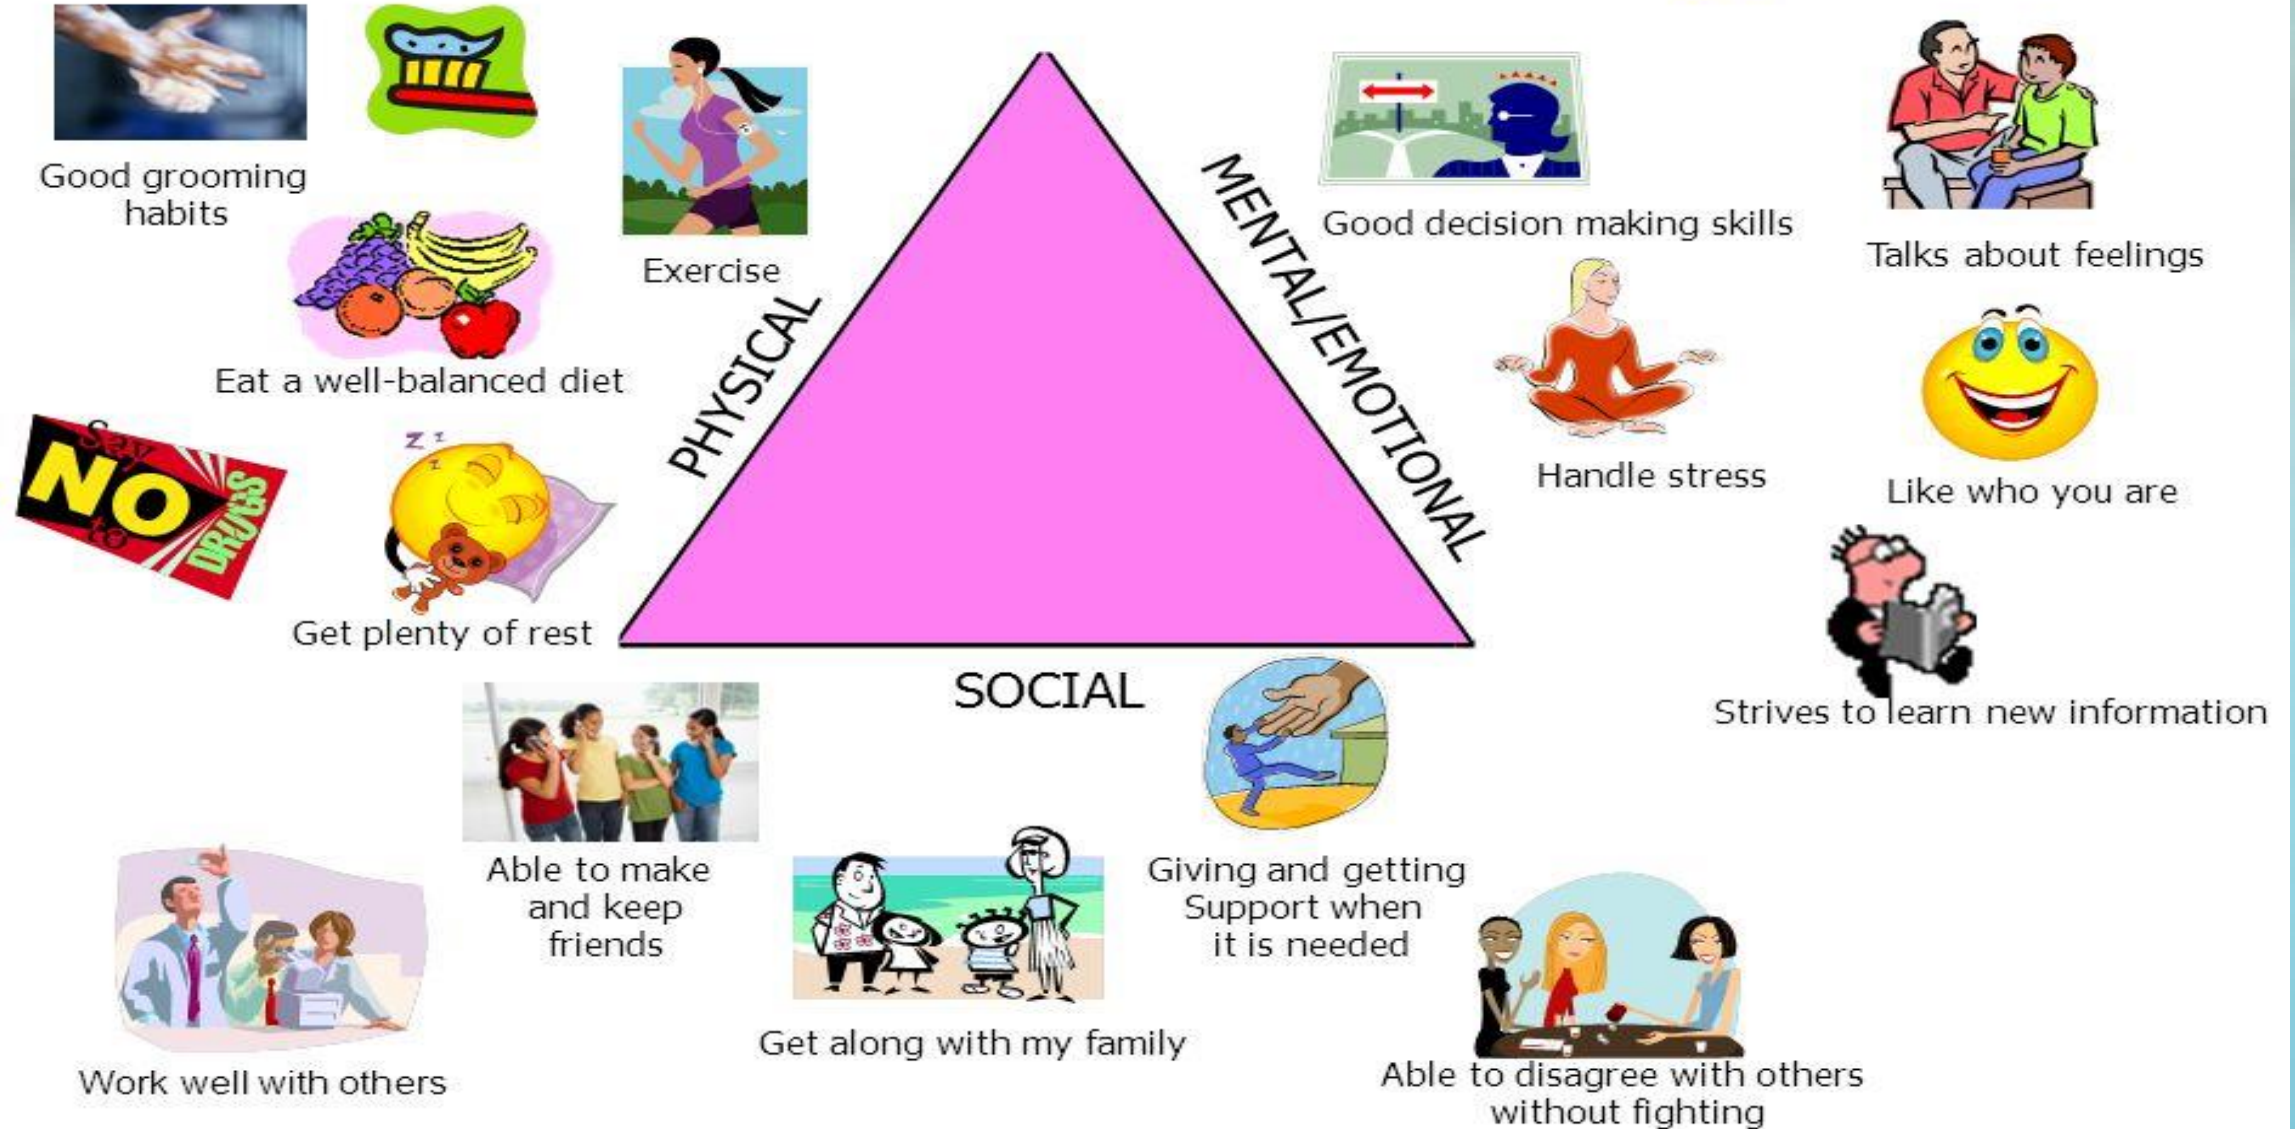 Good grooming
habits
Exercise
Eat a well-balanced diet
Say
NO
to
DRUGS
z z
z
Get plenty of rest
PHYSICAL
MENTAL/EMOTIONAL
Good decision making skills
Talks about feelings
Handle stress
Like who you are
Strives to learn new information
SOCIAL
Able to make
and keep
friends
Work well with others
Get along with my family
Giving and getting
Support when
it is needed
Able to disagree with others
without fighting